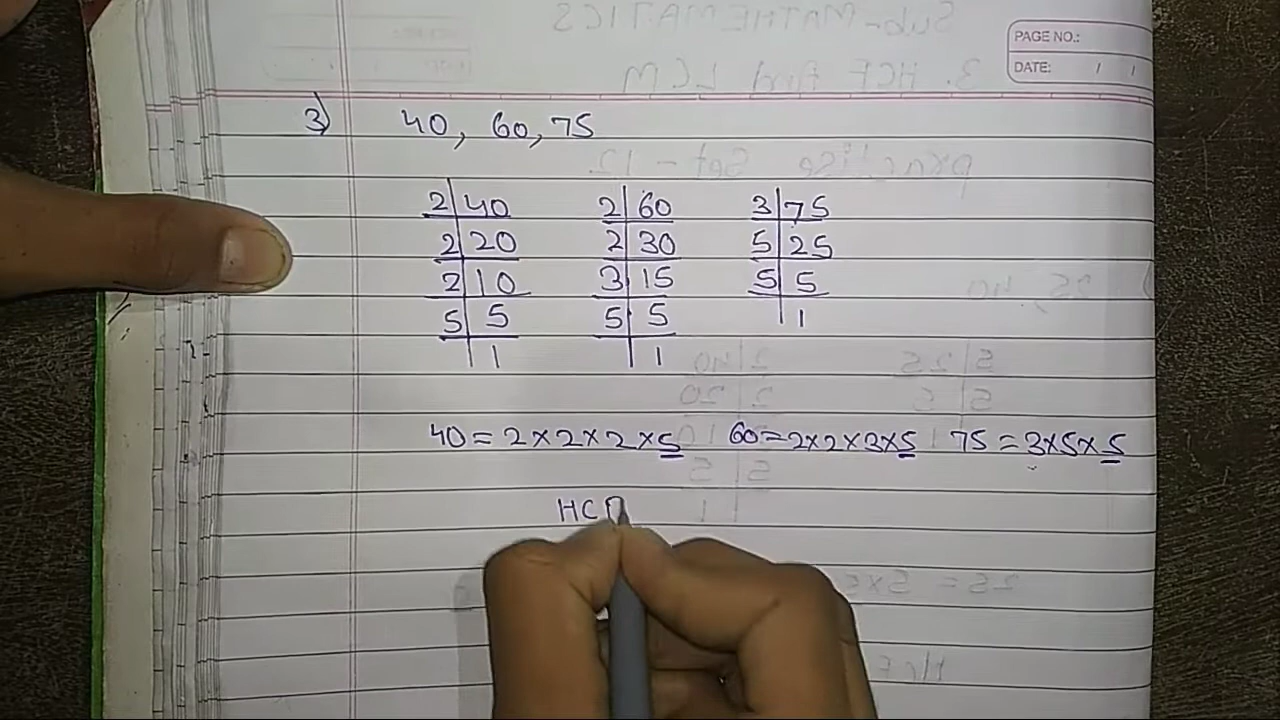 PAGE NO.:
DATE: / /
3) 40, 60, 75
2 40 2 60 3 75
2 20 2 30 5 25
2 10 3 15 5 5
5 5 5 5 1
1 1
40 = 2×2×2×5 60=2×2×3×5 75 = 3×5×5
HC